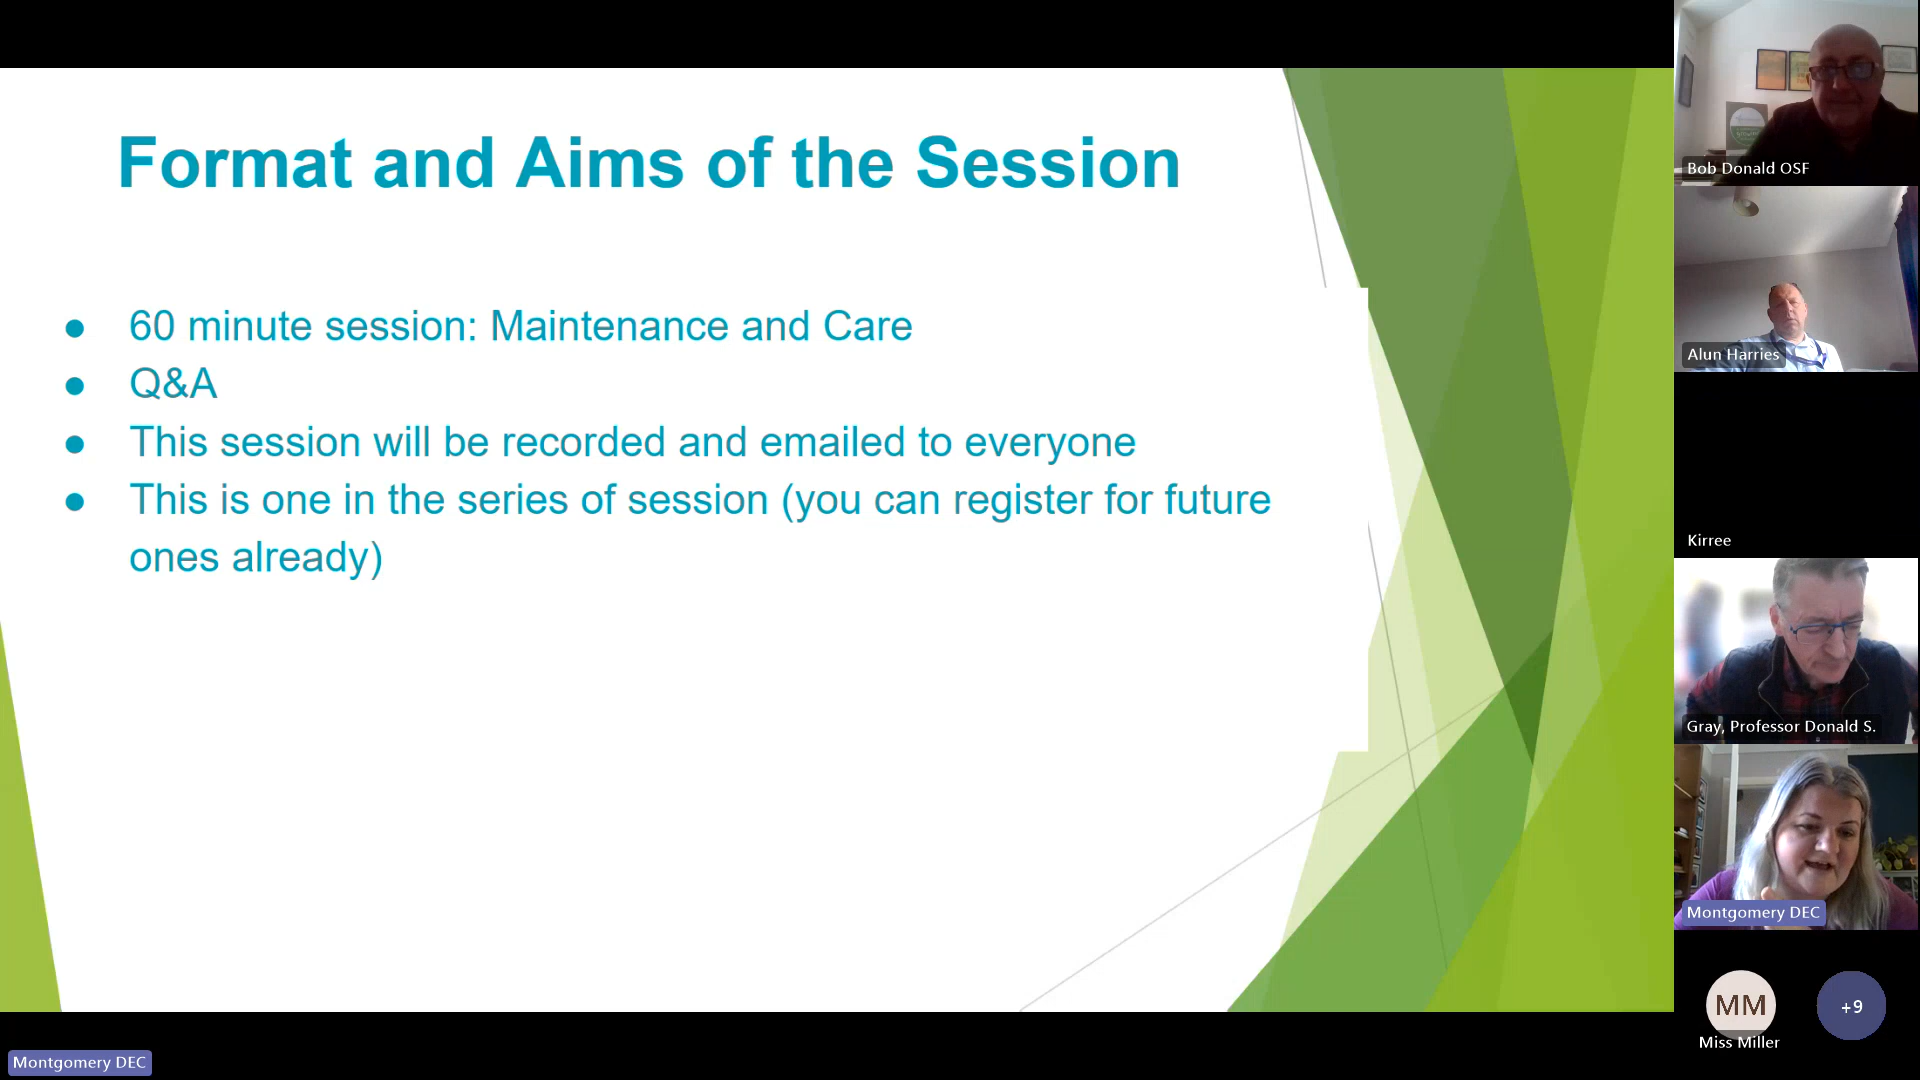 Format and Aims of the Session
● 60 minute session: Maintenance and Care
● Q&A
● This session will be recorded and emailed to everyone
● This is one in the series of session (you can register for future
ones already)
Bob Donald OSF
Alun Harries
Kirree
Gray, Professor Donald S.
Montgomery DEC
MM
Miss Miller
+9
Montgomery DEC